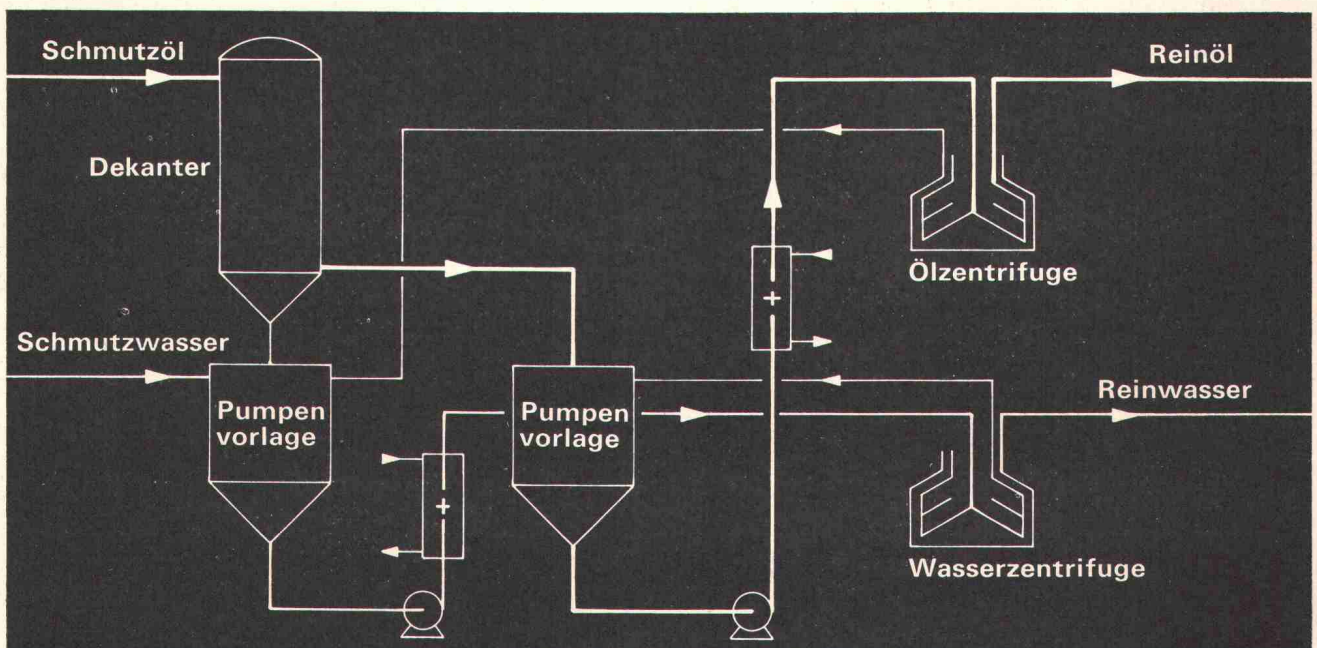 Schmutzöl
Reinöl
Dekanter
Ölzentrifuge
Schmutzwasser
Reinwasser
Pumpen
vorlage
Pumpen
vorlage
Wasserzentrifuge